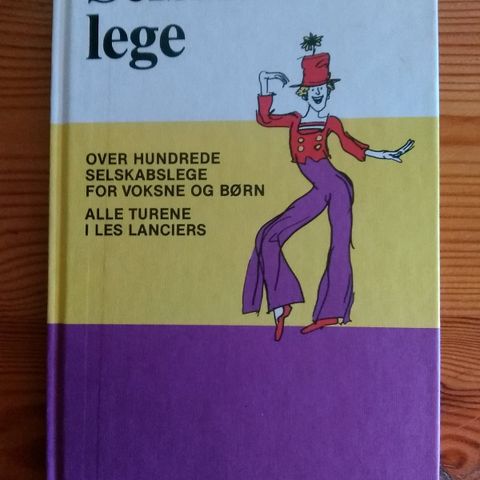 lege
OVER HUNDREDE
SELSKABSLEGE
FOR VOKSNE OG BØRN
ALLE TURENE
I LES LANCIERS